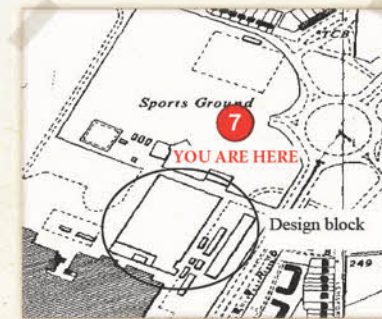 TCB
Sports Ground
7
YOU ARE HERE
Design block
249